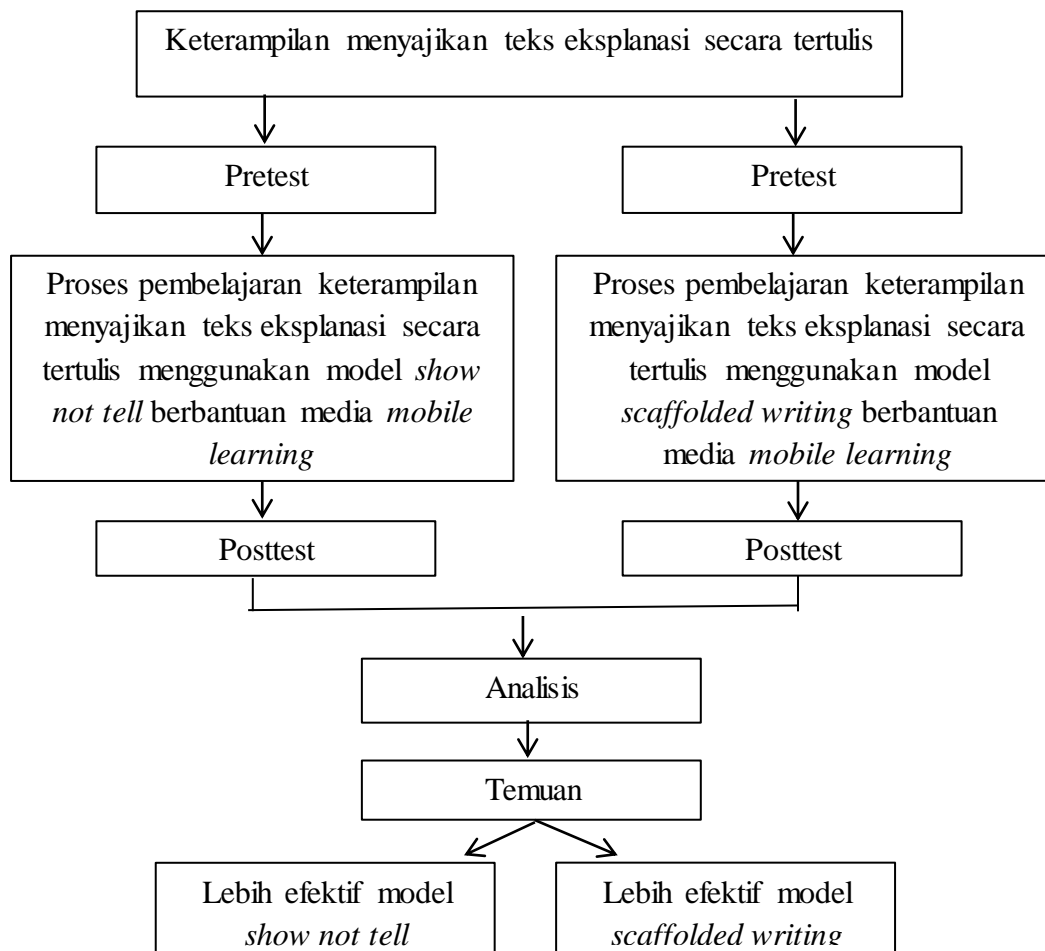 Keterampilan menyajikan teks eksplanasi secara tertulis
Pretest
Pretest
Proses pembelajaran keterampilan
menyajikan teks eksplanasi secara
tertulis menggunakan model show
not tell berbantuan media mobile
learning
Proses pembelajaran keterampilan
menyajikan teks eksplanasi secara
tertulis menggunakan model
scaffolded writing berbantuan
media mobile learning
Posttest
Posttest
Analisis
Temuan
Lebih efektif model
show not tell
Lebih efektif model
scaffolded writing